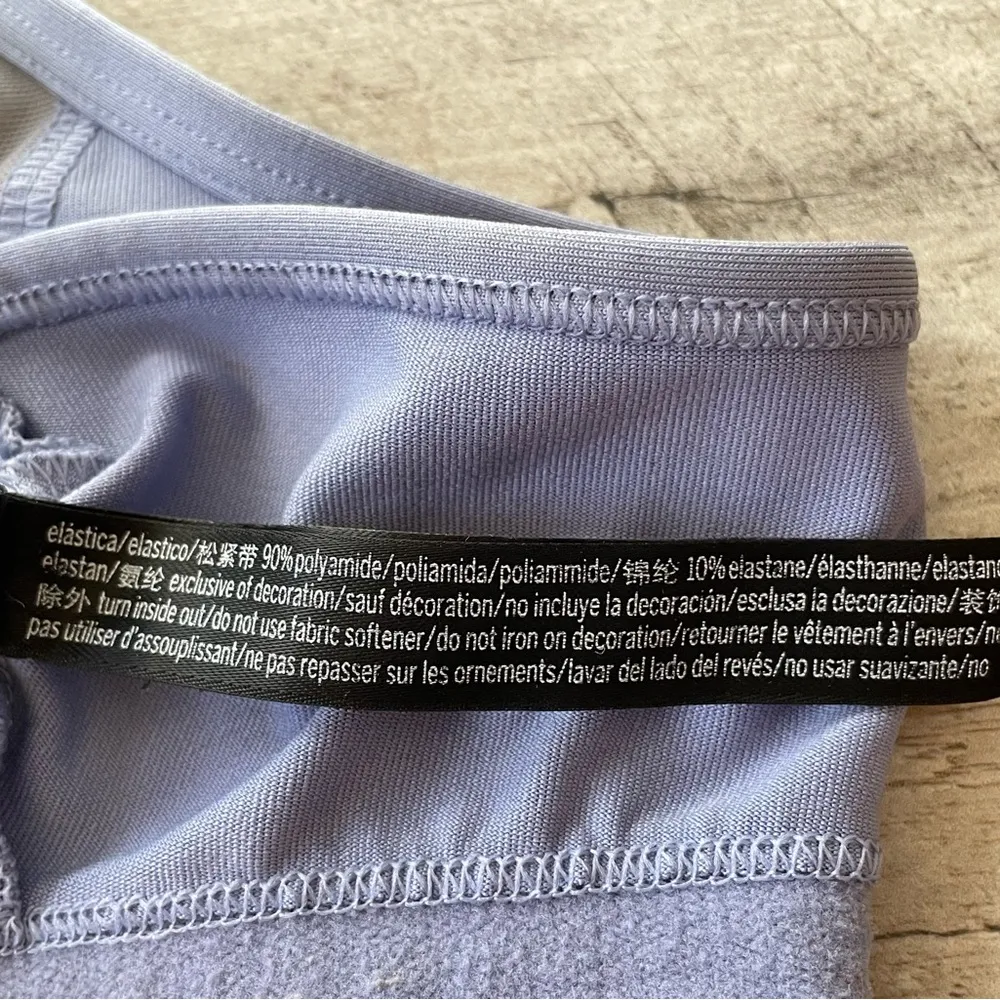 elástica/elastico/松紧带 90%polyamide/poliamida/poliammide/锦纶 10%elastane/élasthanne/elastano
elastan/氨纶 exclusive of decoration/sauf décoration/no incluye la decoración/esclusa la decorazione/装饰
除外 turn inside out/do not use fabric softener/do not iron on decoration/retourner le vêtement à l'envers/n
pas utiliser d'assouplissant/ne pas repasser sur les ornements/lavar del lado del revés/no usar suavizante/no